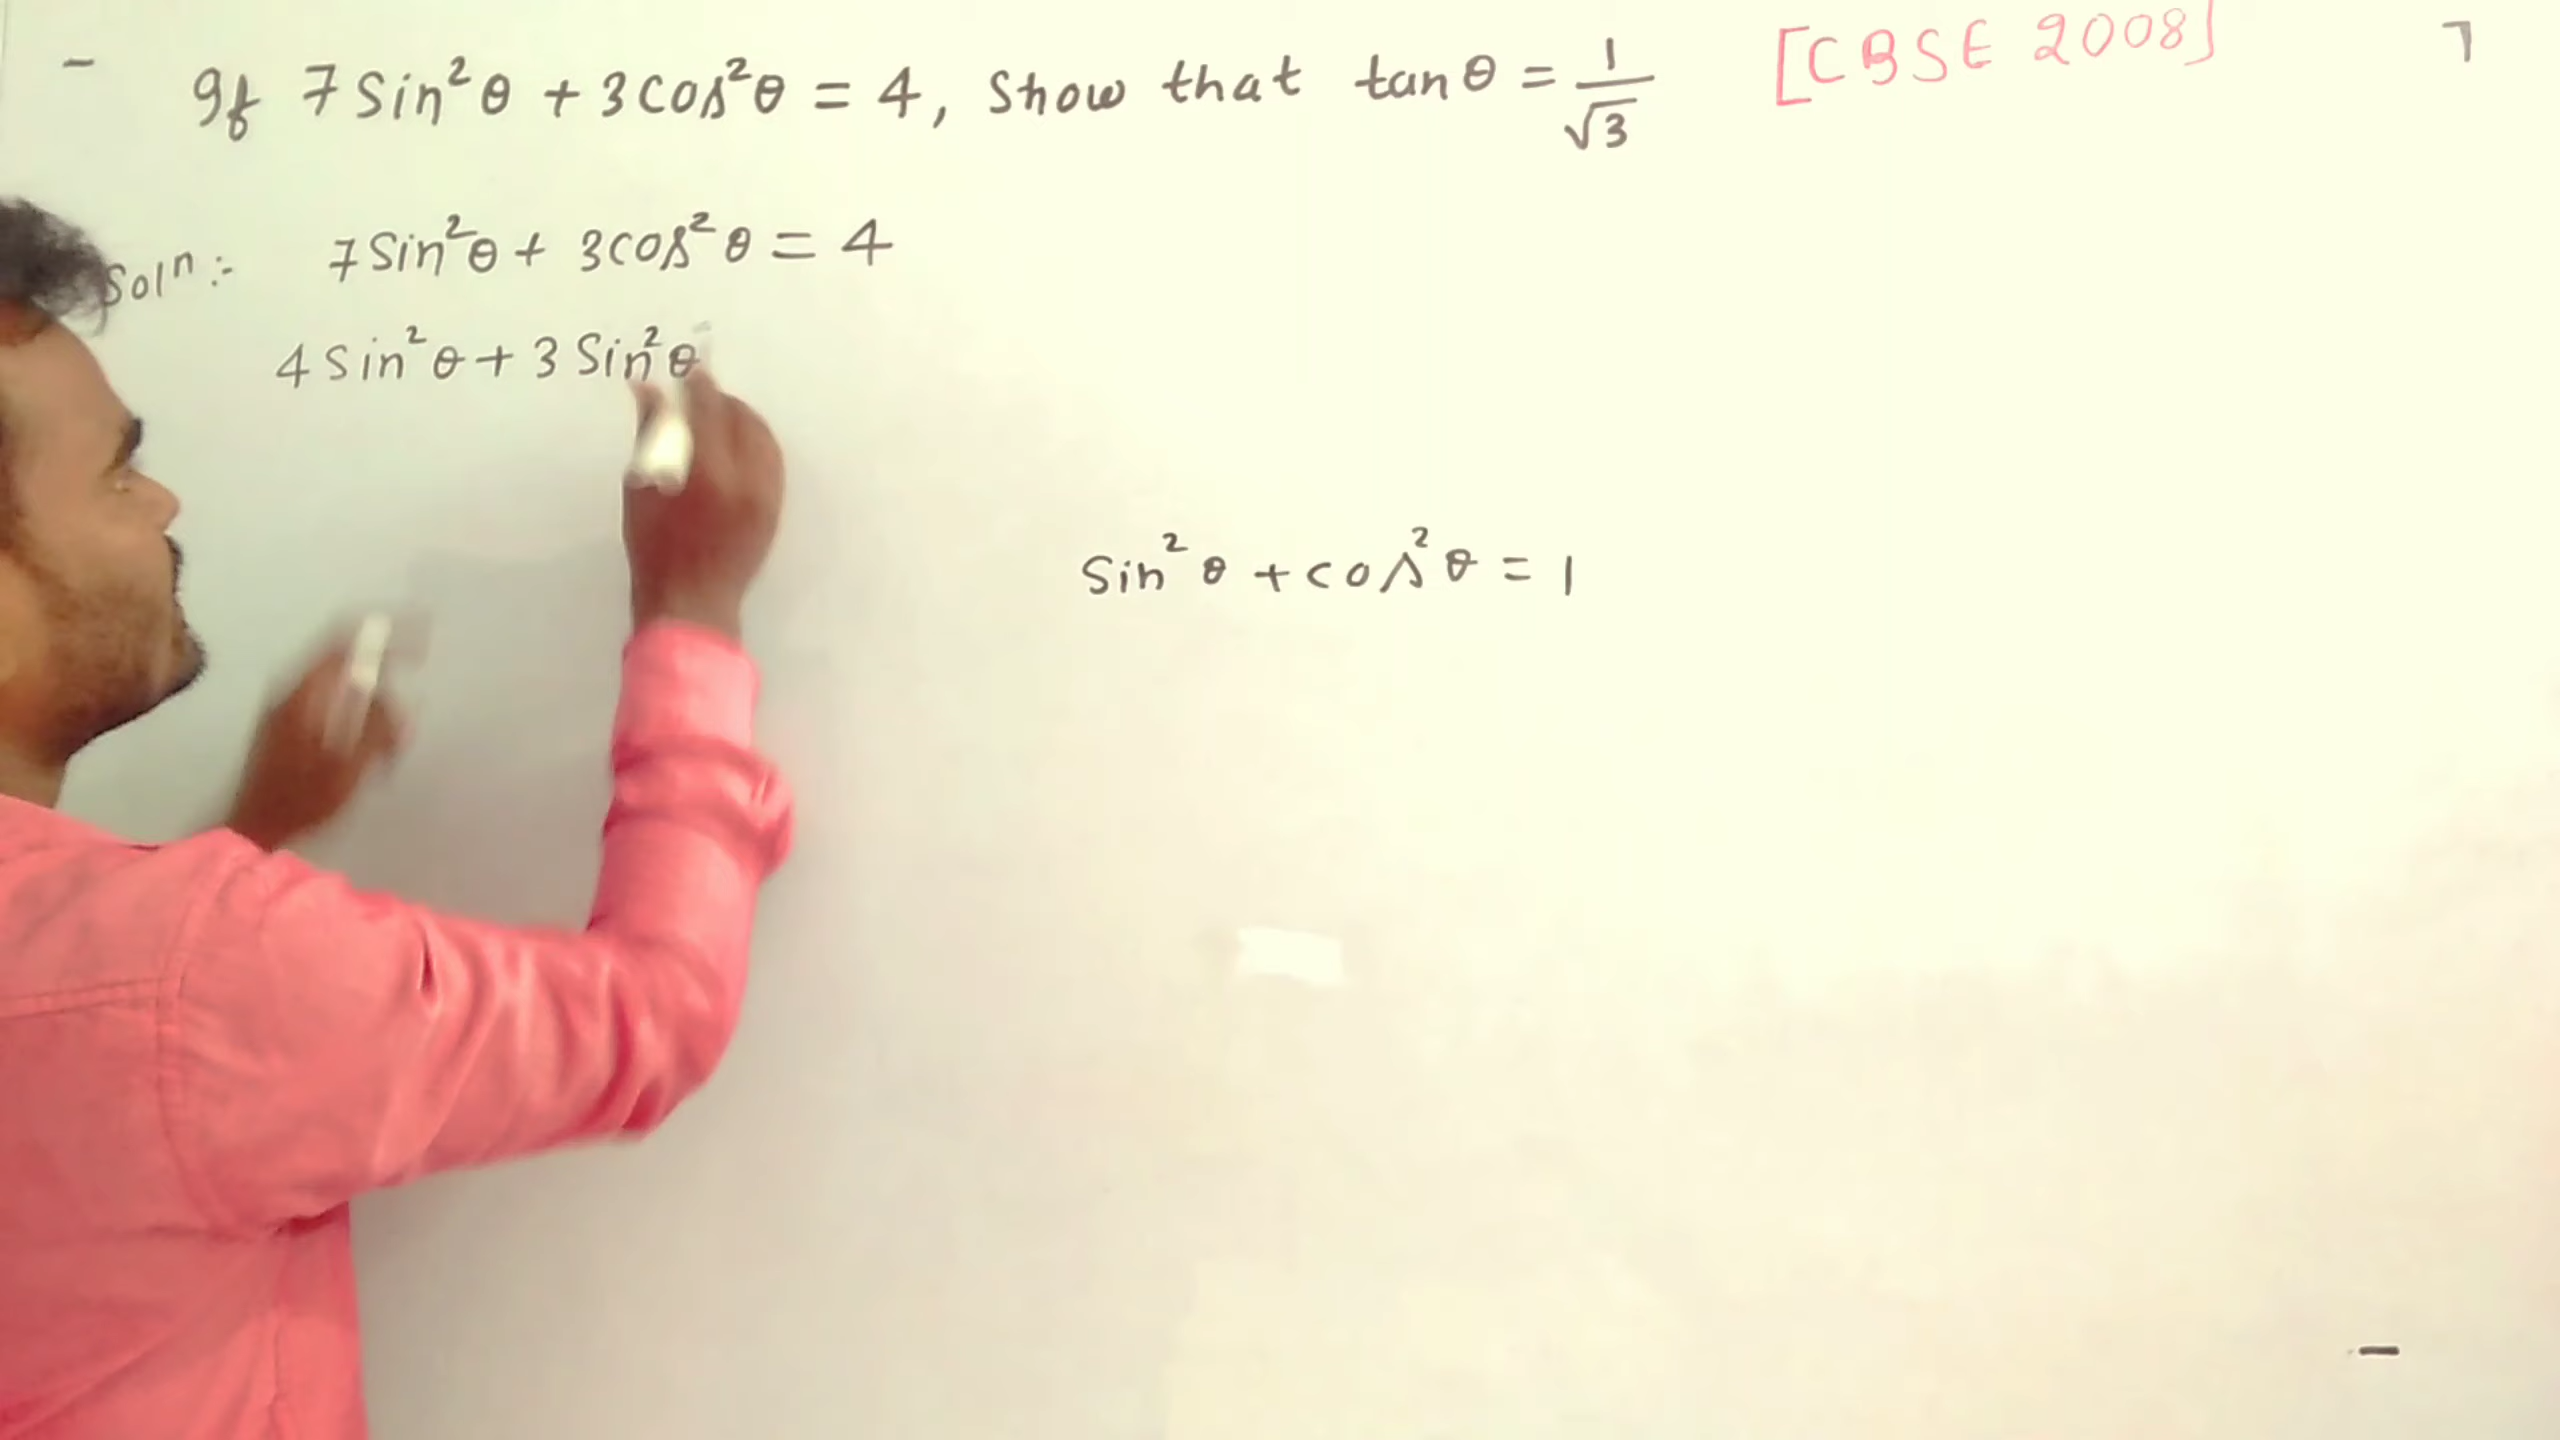 If 7 Sin²θ + 3 cos²θ = 4, Show that tan θ = 1/√3 [CBSE 2008]
Solⁿ :- 7 Sin²θ + 3 cos²θ = 4
4 Sin²θ + 3 Sin²θ
Sin²θ + cos²θ = 1